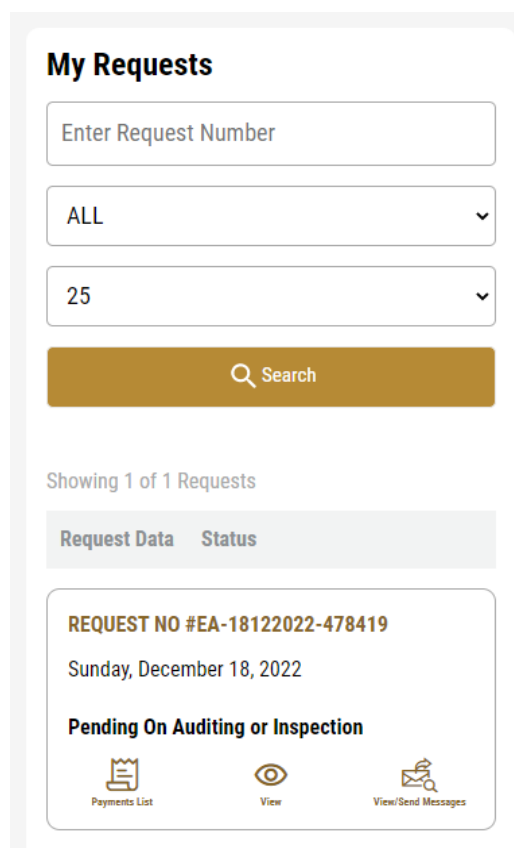 My Requests
Enter Request Number
ALL
25
Search
Showing 1 of 1 Requests
Request Data Status
REQUEST NO #EA-18122022-478419
Sunday, December 18, 2022
Pending On Auditing or Inspection
Payments List View View/Send Messages